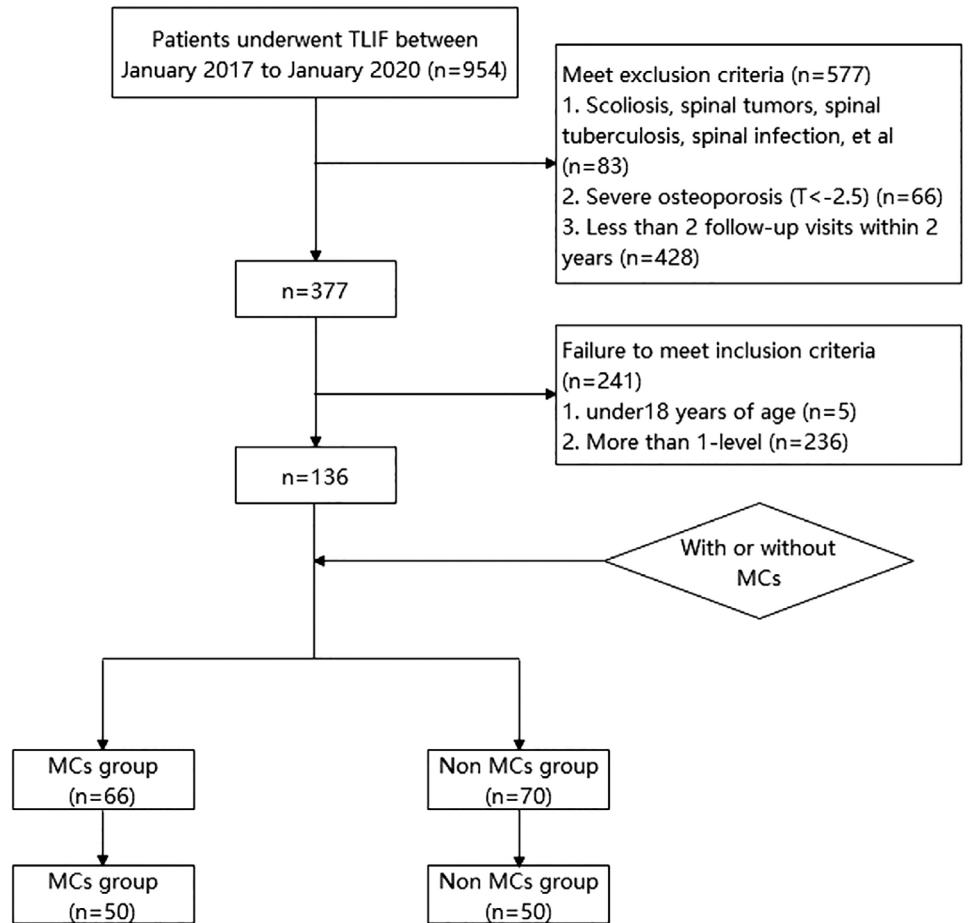 Patients underwent TLIF between
January 2017 to January 2020 (n=954)
Meet exclusion criteria (n=577)
1. Scoliosis, spinal tumors, spinal
tuberculosis, spinal infection, et al
(n=83)
2. Severe osteoporosis (T<-2.5) (n=66)
3. Less than 2 follow-up visits within 2
years (n=428)
n=377
Failure to meet inclusion criteria
(n=241)
1. under18 years of age (n=5)
2. More than 1-level (n=236)
n=136
With or without
MCs
MCs group
(n=66)
Non MCs group
(n=70)
MCs group
(n=50)
Non MCs group
(n=50)